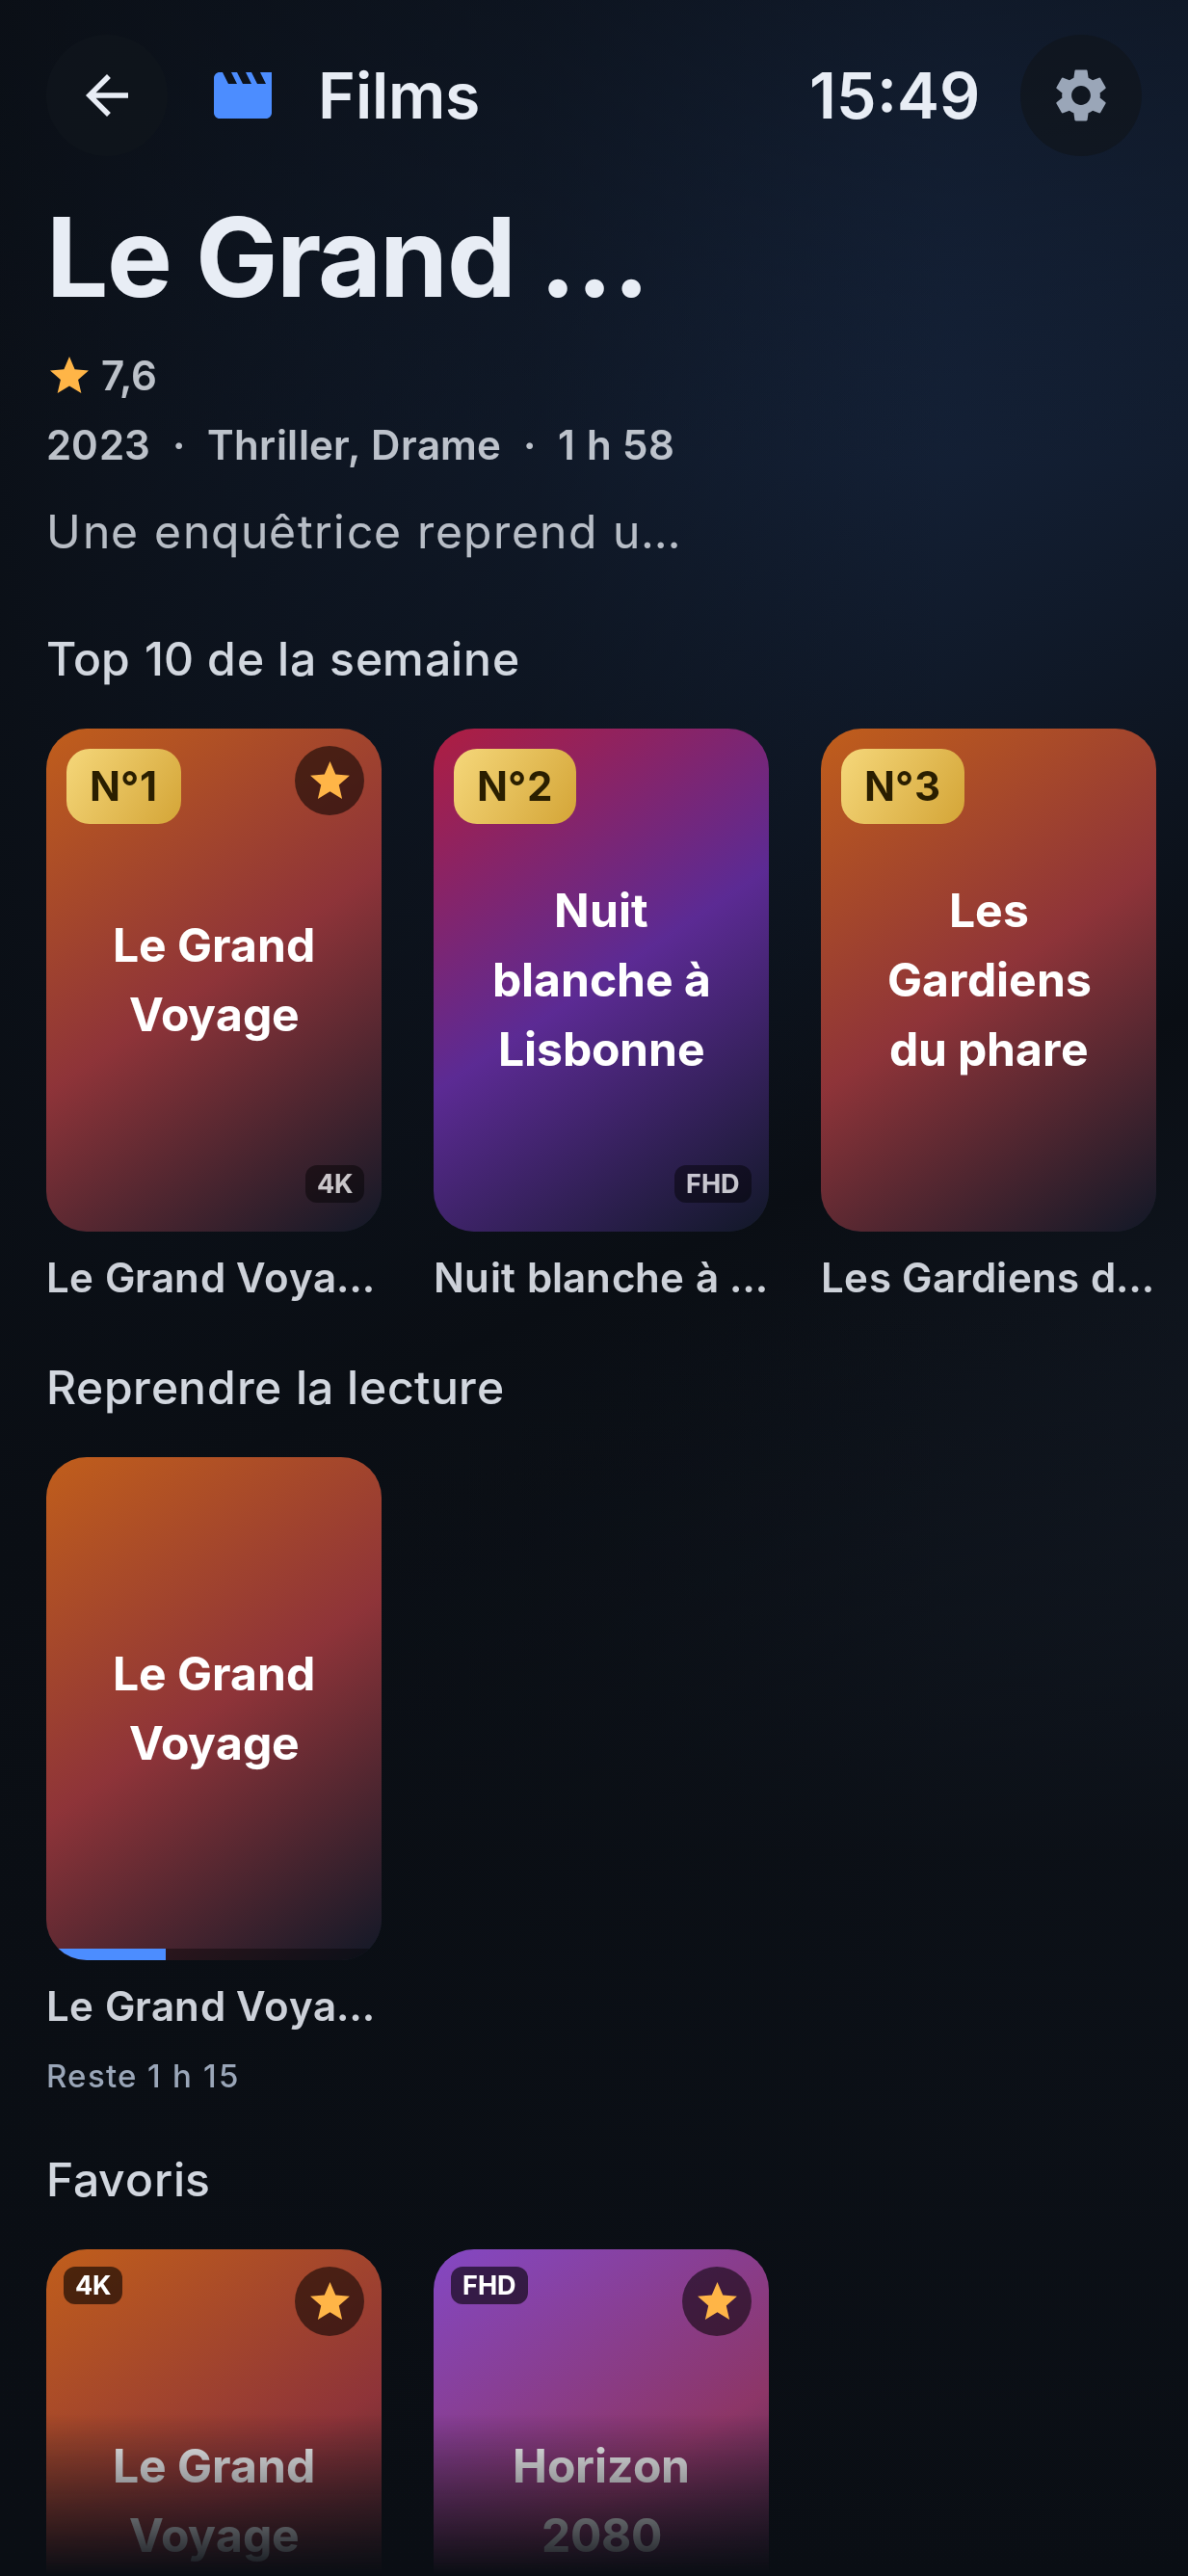 Films
15:49
Le Grand ...
7,6
2023 · Thriller, Drame · 1 h 58
Une enquêtrice reprend u...
Top 10 de la semaine
N°1
Le Grand
Voyage
4K
Le Grand Voya...
N°2
Nuit
blanche à
Lisbonne
FHD
Nuit blanche à ...
N°3
Les
Gardiens
du phare
Les Gardiens d...
Reprendre la lecture
Le Grand
Voyage
Le Grand Voya...
Reste 1 h 15
Favoris
4K
Le Grand
Voyage
FHD
Horizon
2080